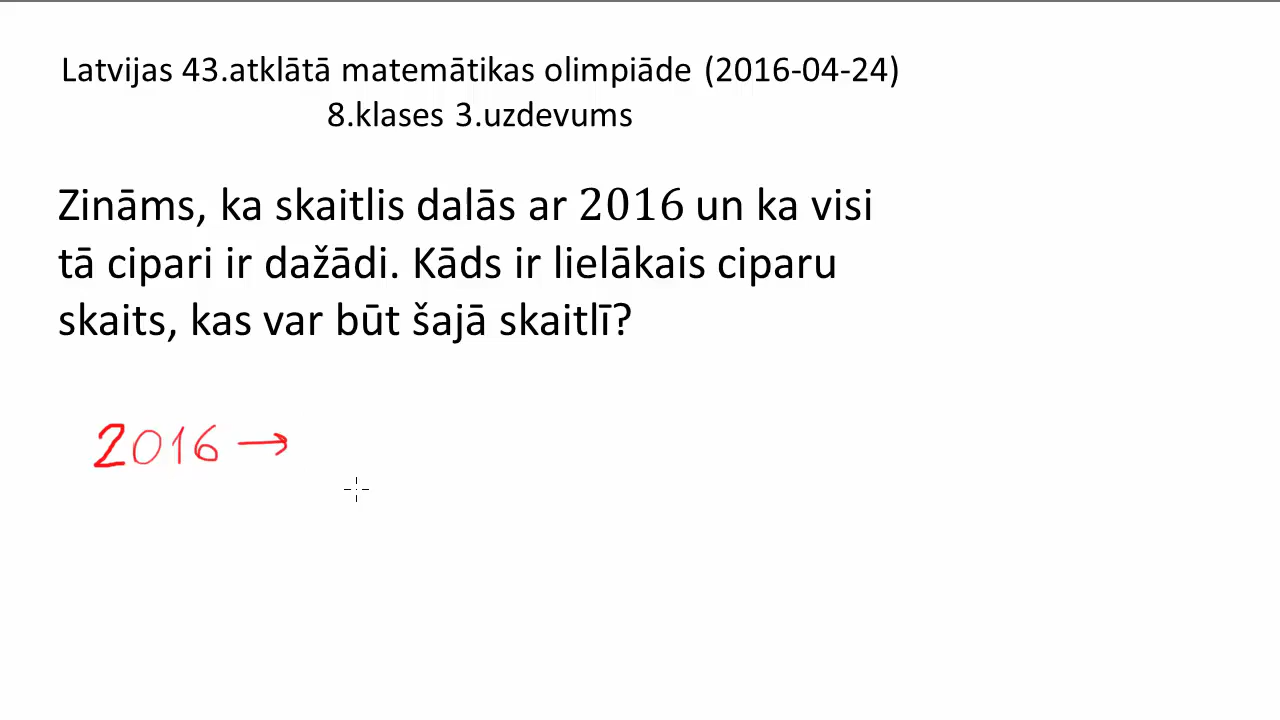 Latvijas 43.atklātā matemātikas olimpiāde (2016-04-24)
8.klases 3.uzdevums
Zināms, ka skaitlis dalās ar 2016 un ka visi
tā cipari ir dažādi. Kāds ir lielākais ciparu
skaits, kas var būt šajā skaitlī?
2016 →